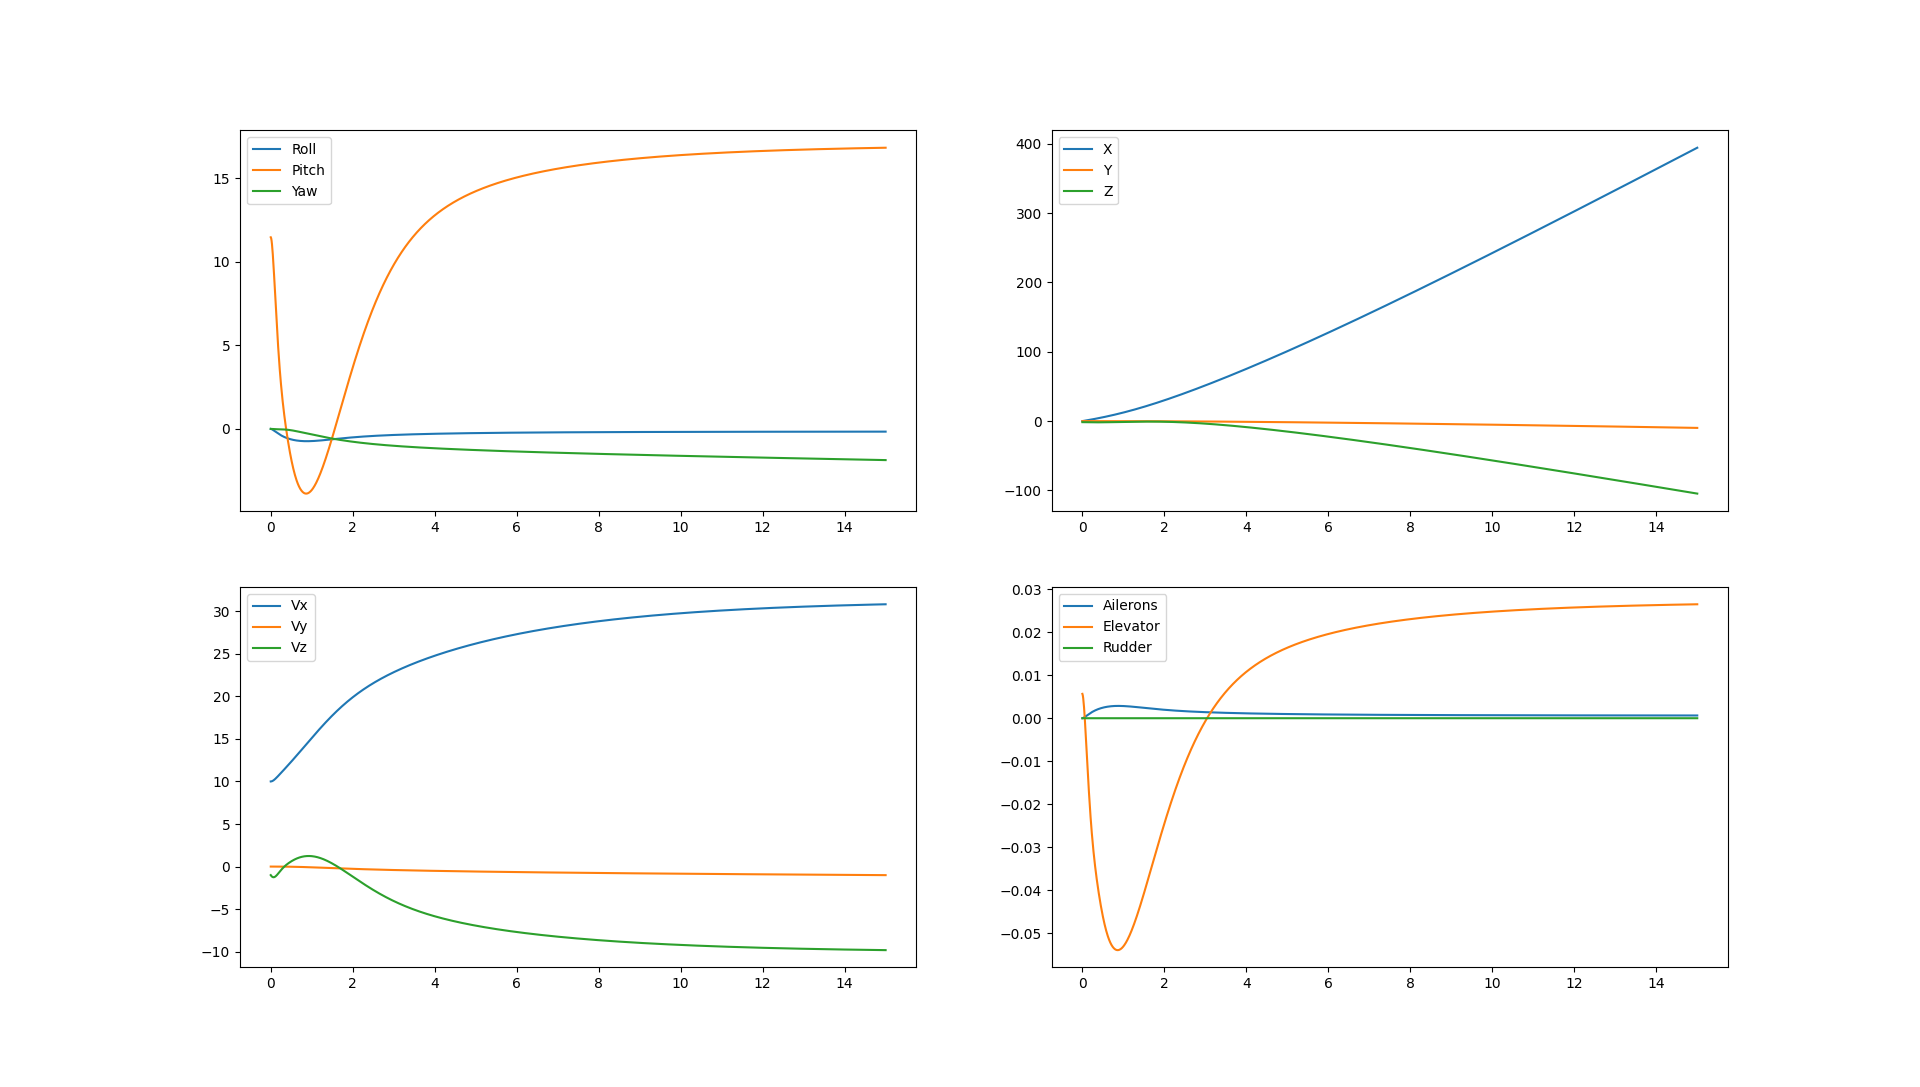 Roll
Pitch
Yaw
15
10
5
0
0 2 4 6 8 10 12 14
X
Y
Z
400
300
200
100
0
−100
0 2 4 6 8 10 12 14
Vx
Vy
Vz
30
25
20
15
10
5
0
−5
−10
0 2 4 6 8 10 12 14
Ailerons
Elevator
Rudder
0.03
0.02
0.01
0.00
−0.01
−0.02
−0.03
−0.04
−0.05
0 2 4 6 8 10 12 14